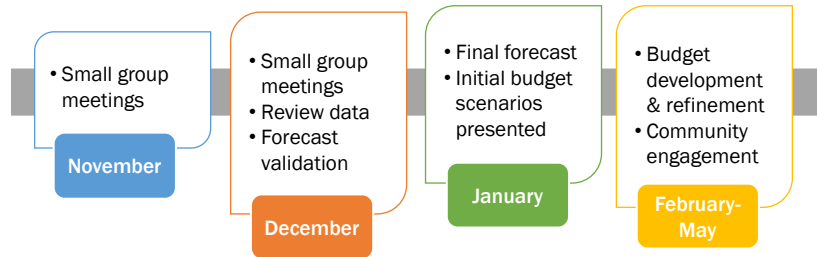 • Small group
meetings
November
• Small group
meetings
• Review data
• Forecast
validation
December
• Final forecast
• Initial budget
scenarios
presented
January
• Budget
development
& refinement
• Community
engagement
February-
May